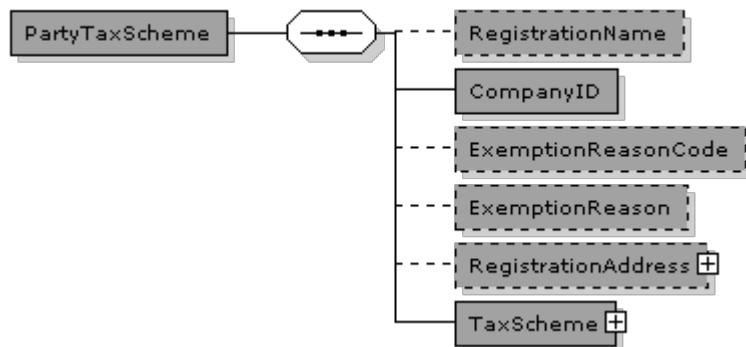 PartyTaxScheme
RegistrationName
CompanyID
ExemptionReasonCode
ExemptionReason
RegistrationAddress
TaxScheme